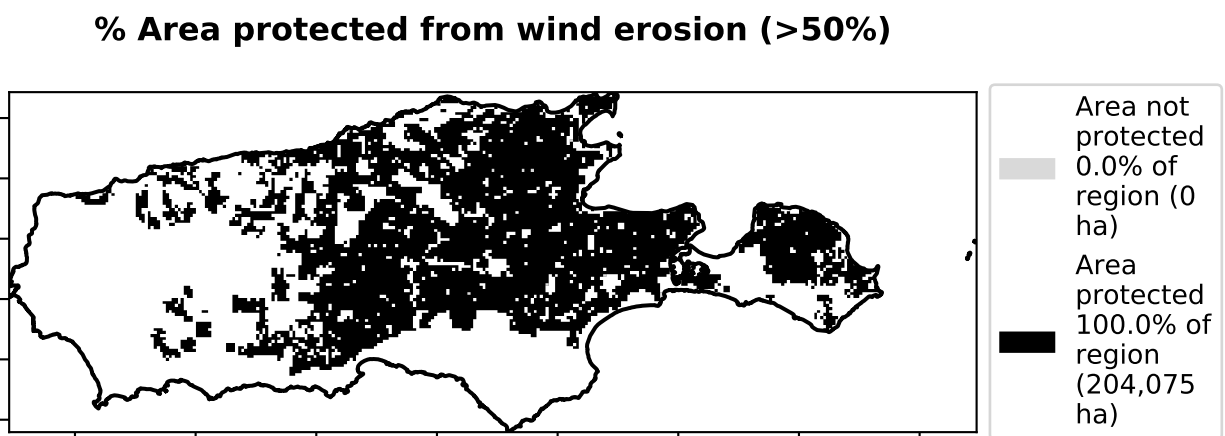 % Area protected from wind erosion (>50%)
Area not
protected
0.0% of
region (0
ha)
Area
protected
100.0% of
region
(204,075
ha)